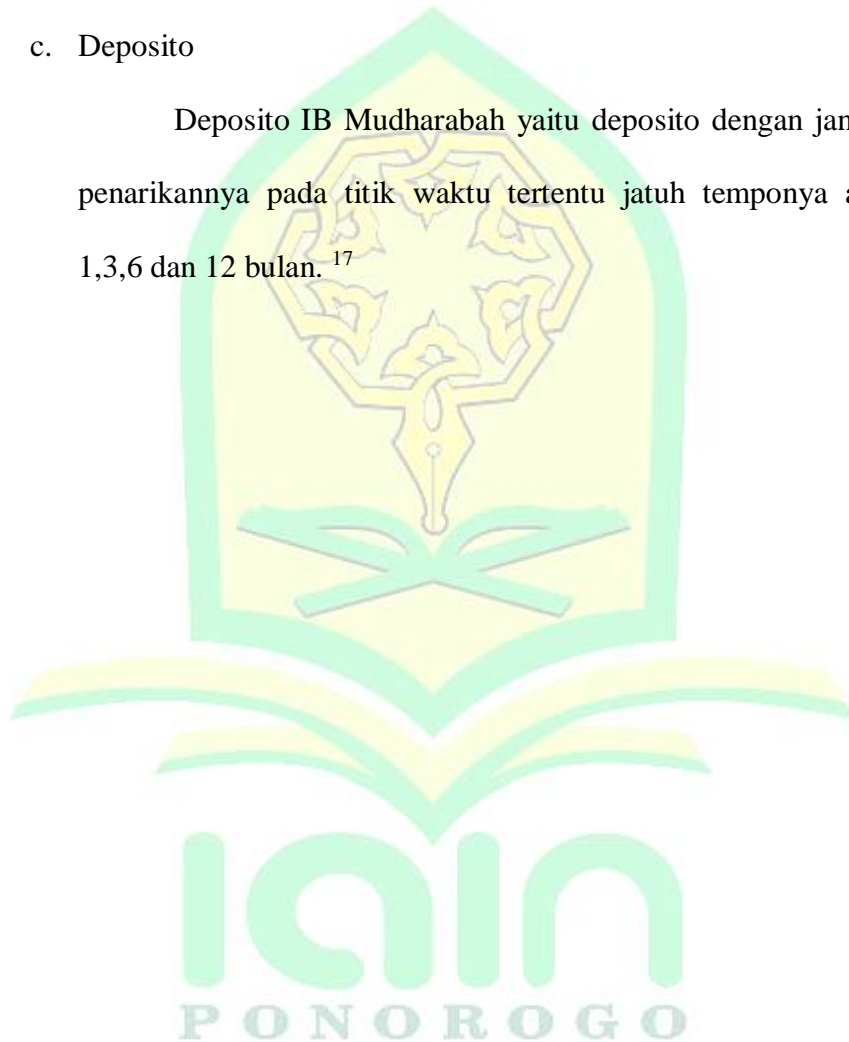 c. Deposito
Deposito IB Mudharabah yaitu deposito dengan
penarikannya pada titik waktu tertentu jatuh temponya
1,3,6 dan 12 bulan. 17
IAIN
PONOROGO